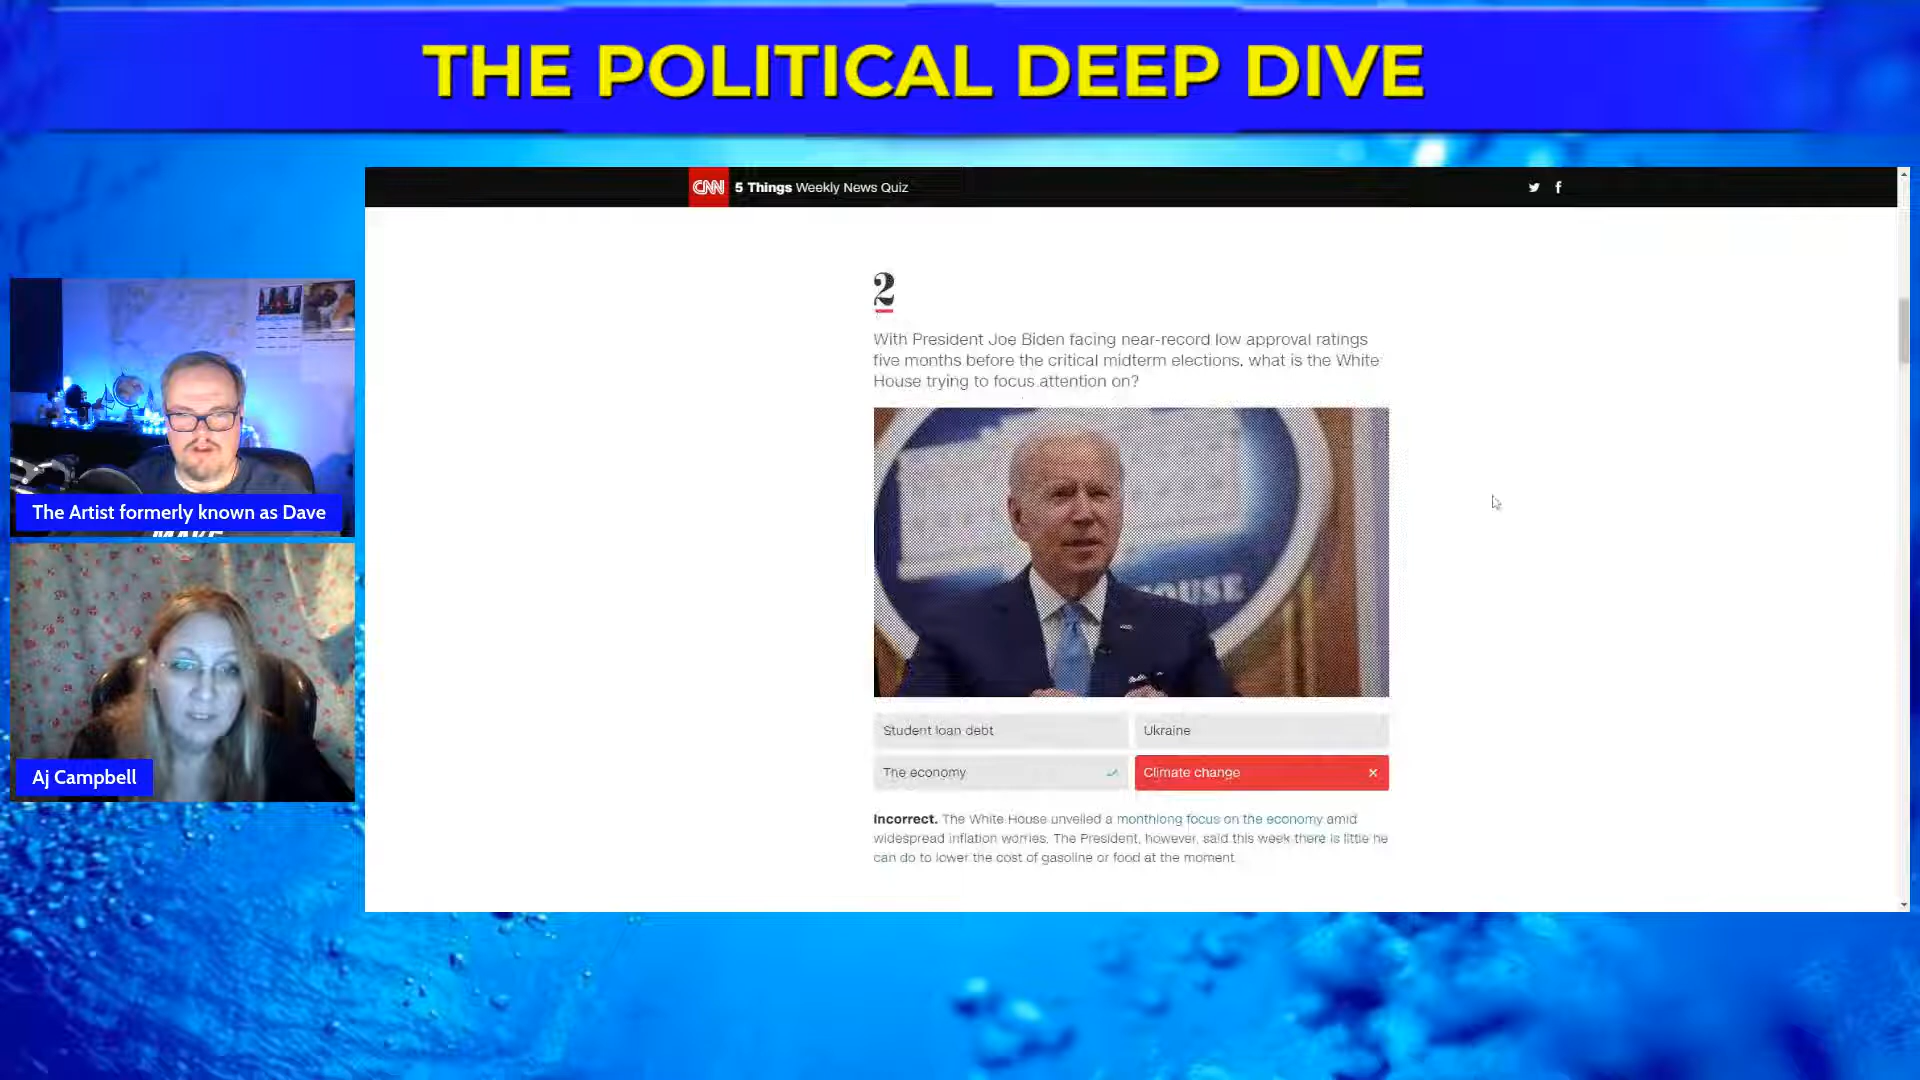 THE POLITICAL DEEP DIVE
CNN 5 Things Weekly News Quiz
2
With President Joe Biden facing near-record low approval ratings
five months before the critical midterm elections, what is the White
House trying to focus attention on?
HOUSE
Student loan debt
Ukraine
The economy
Climate change
Incorrect. The White House unveiled a monthlong focus on the economy amid
widespread inflation worries. The President, however, said this week there is little he
can do to lower the cost of gasoline or food at the moment.
The Artist formerly known as Dave
MAKE
Aj Campbell